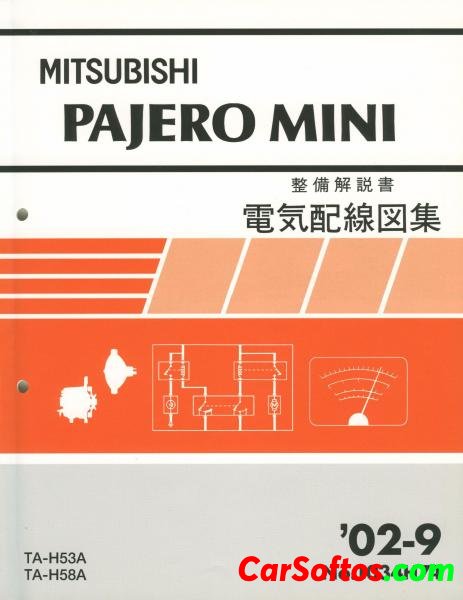 MITSUBISHI
PAJERO MINI
整備解説書
電気配線図集
'02-9
TA-H53A
TA-H58A
CarSoftos.com